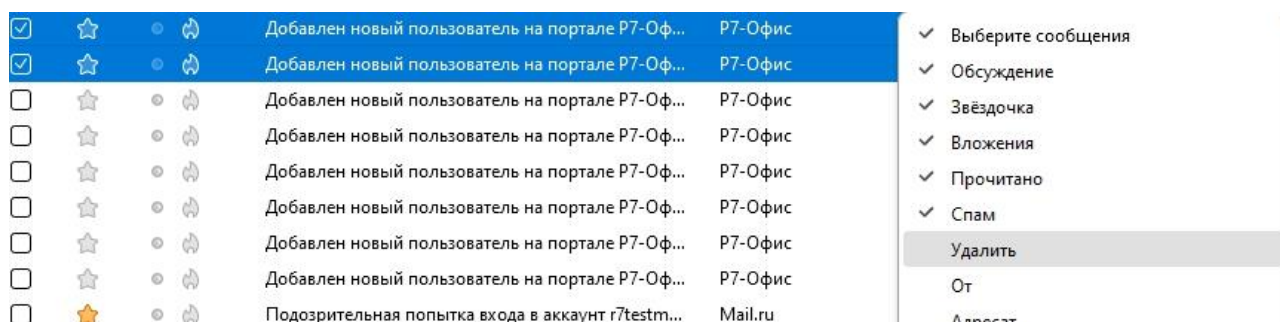 Добавлен новый пользователь на портале Р7-Оф... Р7-Офис
Добавлен новый пользователь на портале Р7-Оф... Р7-Офис
Добавлен новый пользователь на портале Р7-Оф... Р7-Офис
Добавлен новый пользователь на портале Р7-Оф... Р7-Офис
Добавлен новый пользователь на портале Р7-Оф... Р7-Офис
Добавлен новый пользователь на портале Р7-Оф... Р7-Офис
Добавлен новый пользователь на портале Р7-Оф... Р7-Офис
Добавлен новый пользователь на портале Р7-Оф... Р7-Офис
Подозрительная попытка входа в аккаунт r7testm... Mail.ru
Выберите сообщения
Обсуждение
Звёздочка
Вложения
Прочитано
Спам
Удалить
От
Адресат